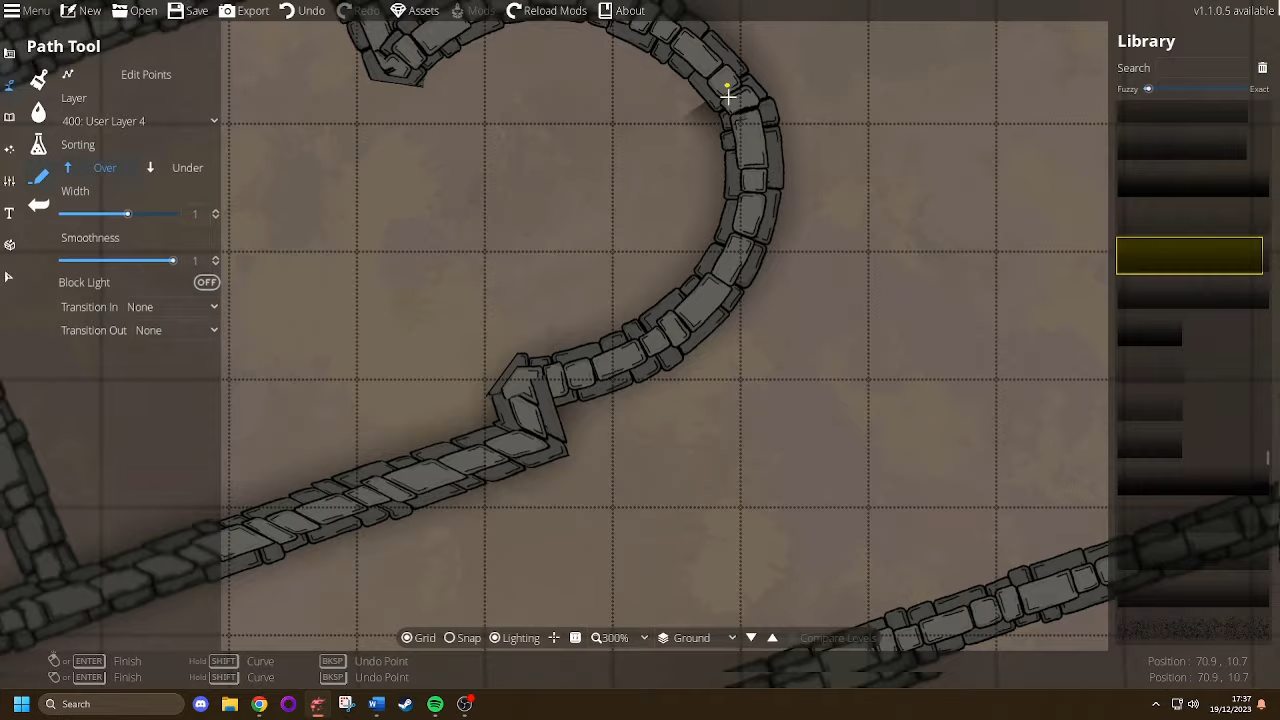 Menu New Open Save Export Undo Redo Assets Mods Reload Mods About v1.1.0.5 available
Path Tool
Edit Points
Layer
400: User Layer 4
Sorting
Over Under
Width
1
Smoothness
1
Block Light OFF
Transition In None
Transition Out None
Library
Search
Fuzzy Exact
Grid Snap Lighting 300% Ground Compare Levels
or ENTER Finish Hold SHIFT Curve BKSP Undo Point Position : 70.9, 10.7
or ENTER Finish Hold SHIFT Curve BKSP Undo Point Position : 70.9, 10.7
Search
17:37
19/12/2023